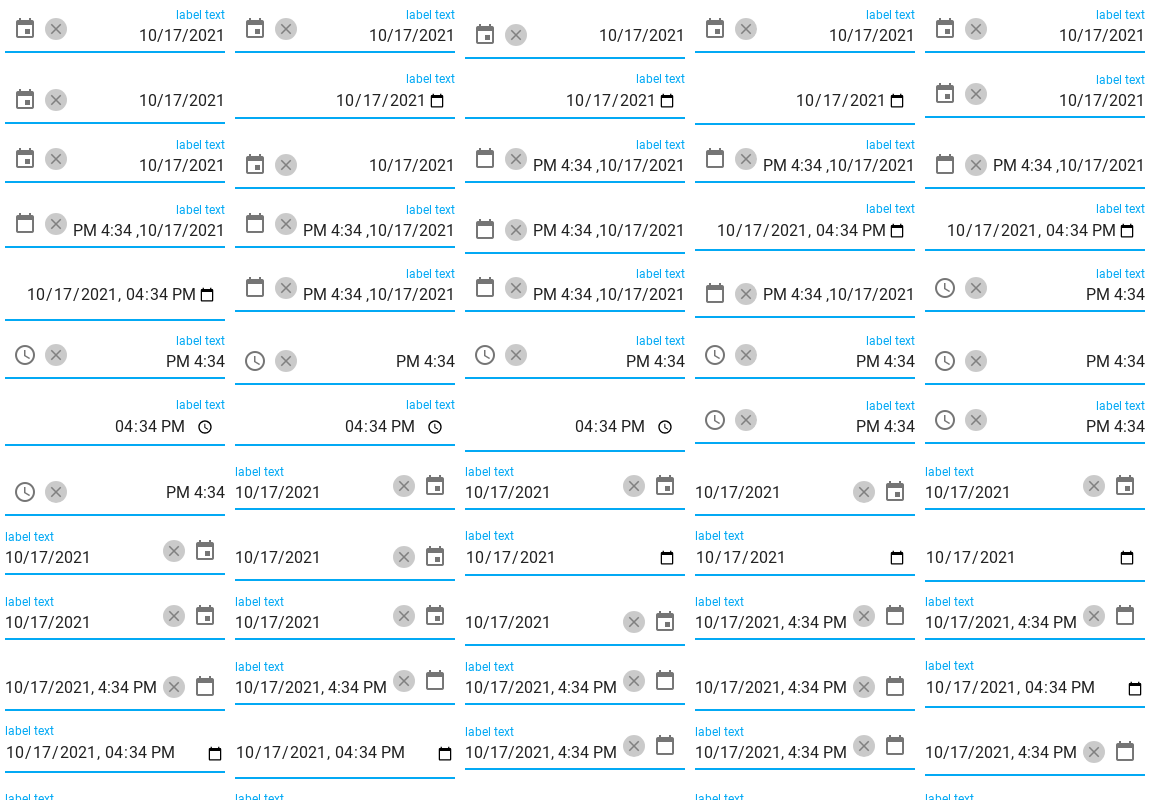 label text
10/17/2021
label text
10/17/2021
10/17/2021
label text
10/17/2021
label text
10/17/2021
10/17/2021
label text
10/17/2021
label text
10/17/2021
10/17/2021
label text
10/17/2021
label text
10/17/2021
10/17/2021
label text
PM 4:34 ,10/17/2021
label text
PM 4:34 ,10/17/2021
PM 4:34 ,10/17/2021
label text
PM 4:34 ,10/17/2021
label text
PM 4:34 ,10/17/2021
PM 4:34 ,10/17/2021
label text
10/17/2021, 04:34 PM
label text
10/17/2021, 04:34 PM
10/17/2021, 04:34 PM
label text
PM 4:34 ,10/17/2021
label text
PM 4:34 ,10/17/2021
PM 4:34 ,10/17/2021
label text
PM 4:34
label text
PM 4:34
PM 4:34
label text
PM 4:34
label text
PM 4:34
PM 4:34
label text
04:34 PM
label text
04:34 PM
04:34 PM
label text
PM 4:34
label text
PM 4:34
PM 4:34
label text
10/17/2021
label text
10/17/2021
10/17/2021
label text
10/17/2021
label text
10/17/2021
10/17/2021
label text
10/17/2021
label text
10/17/2021
10/17/2021
label text
10/17/2021
label text
10/17/2021
10/17/2021
label text
10/17/2021, 4:34 PM
label text
10/17/2021, 4:34 PM
10/17/2021, 4:34 PM
label text
10/17/2021, 4:34 PM
label text
10/17/2021, 4:34 PM
10/17/2021, 4:34 PM
label text
10/17/2021, 04:34 PM
label text
10/17/2021, 04:34 PM
10/17/2021, 04:34 PM
label text
10/17/2021, 4:34 PM
label text
10/17/2021, 4:34 PM
10/17/2021, 4:34 PM
label text
label text
label text
label text